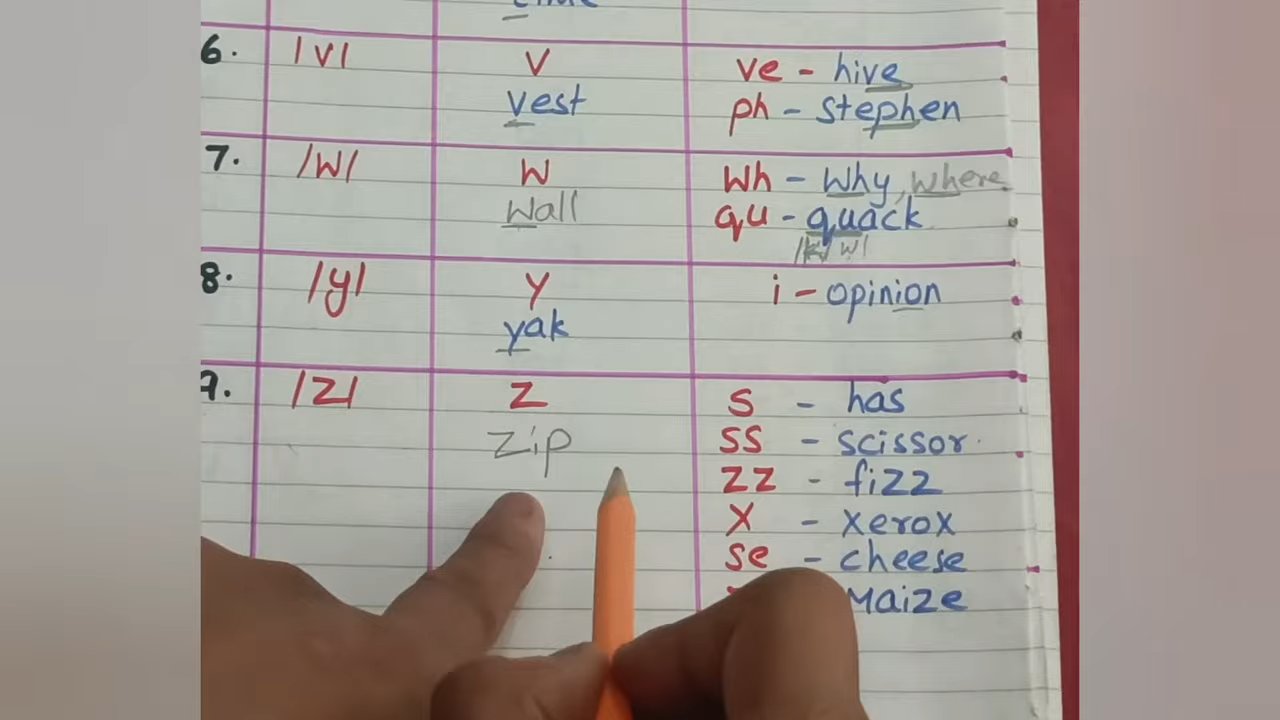 6. /v/ v ve - hive
vest ph - stephen
7. /w/ w wh - why, where
wall qu - quack
/k/ w/
8. /y/ y i - opinion
yak
9. /z/ z s - has
zip ss - scissor
zz - fizz
x - xerox
se - cheese
maize